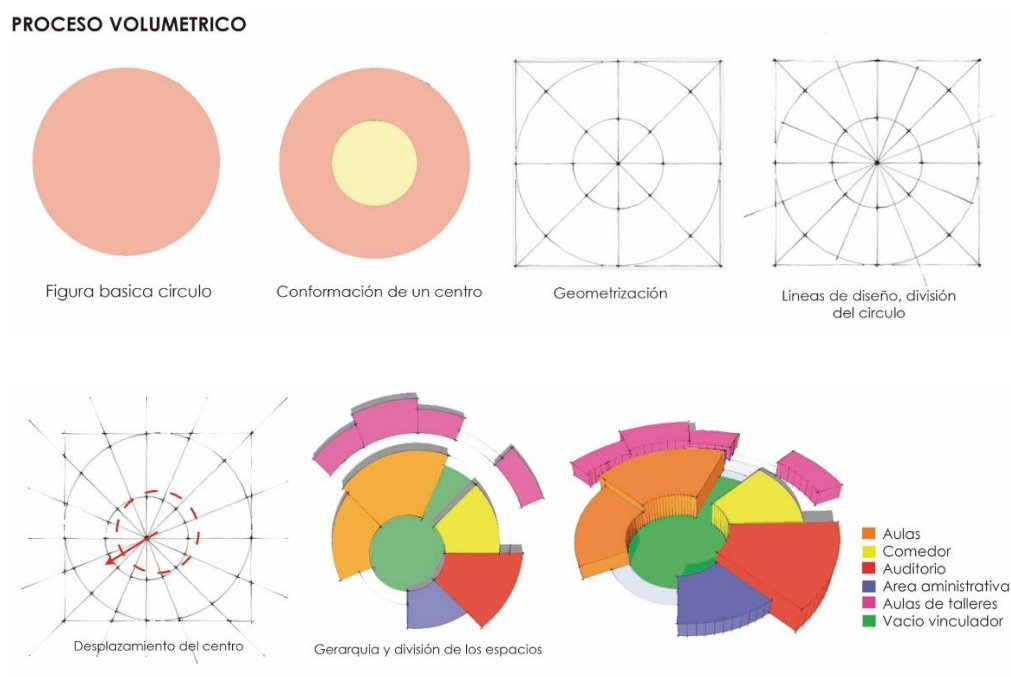 PROCESO VOLUMETRICO
Figura basica circulo
Conformación de un centro
Geometrización
Lineas de diseño, división
del circulo
Desplazamiento del centro
Gerarquia y división de los espacios
Aulas
Comedor
Auditorio
Area aministrativa
Aulas de talleres
Vacio vinculador